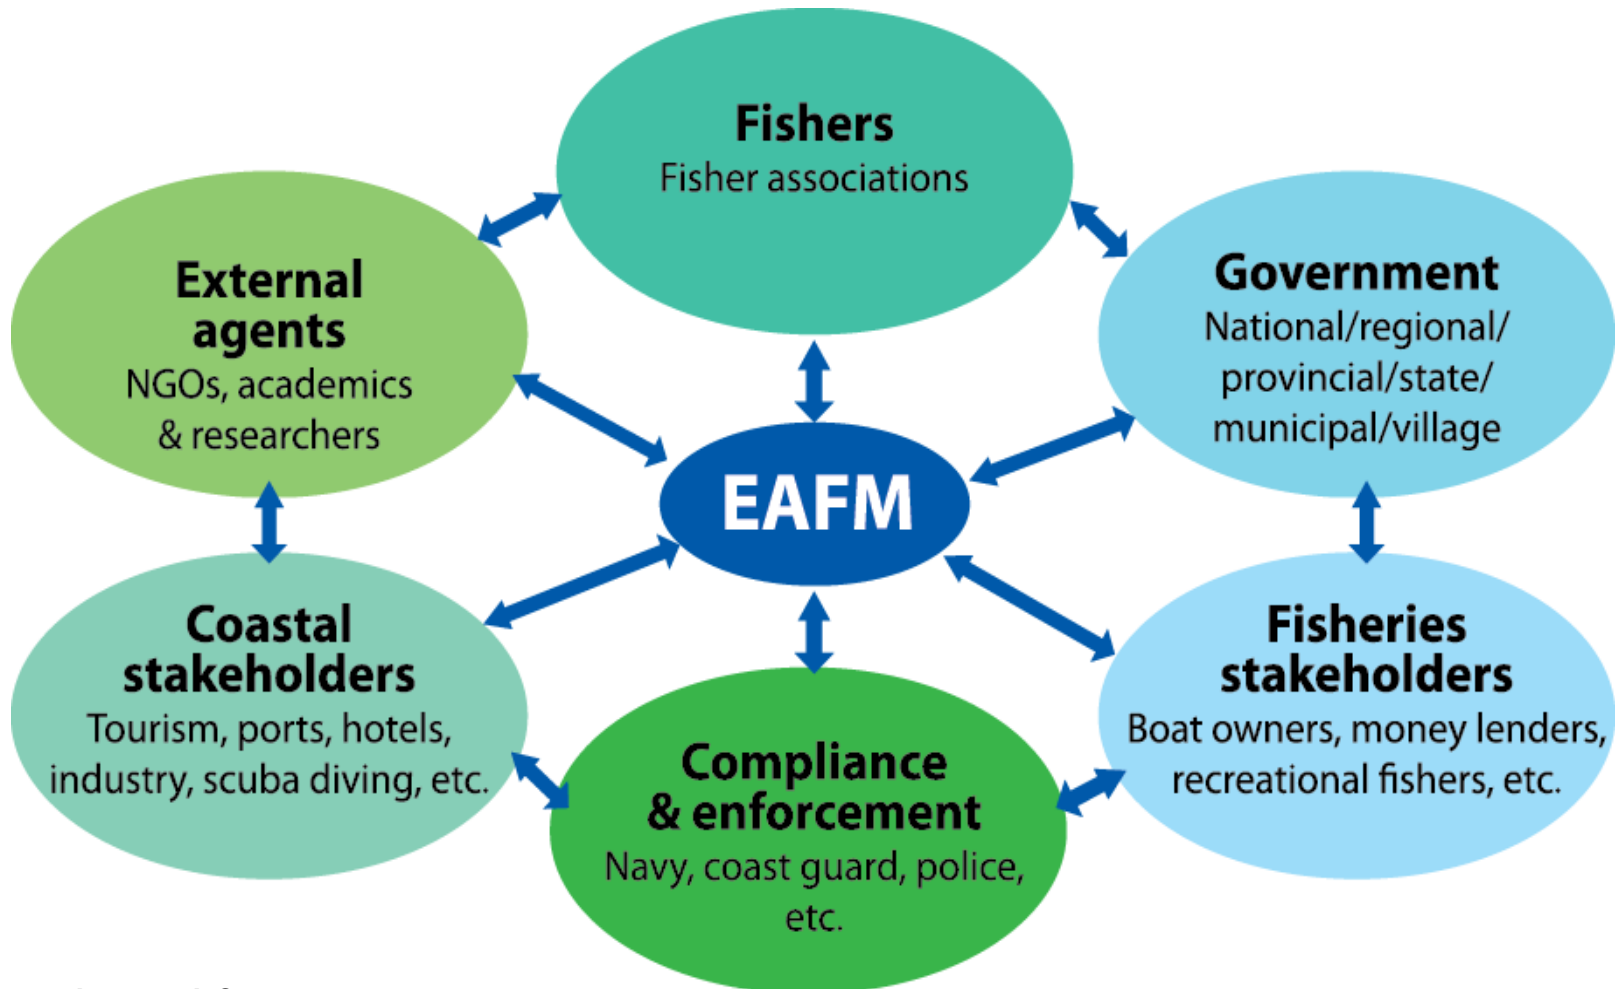 Fishers
Fisher associations
External
agents
NGOs, academics
& researchers
Government
National/regional/
provincial/state/
municipal/village
EAFM
Coastal
stakeholders
Tourism, ports, hotels,
industry, scuba diving, etc.
Fisheries
stakeholders
Boat owners, money lenders,
recreational fishers, etc.
Compliance
& enforcement
Navy, coast guard, police,
etc.